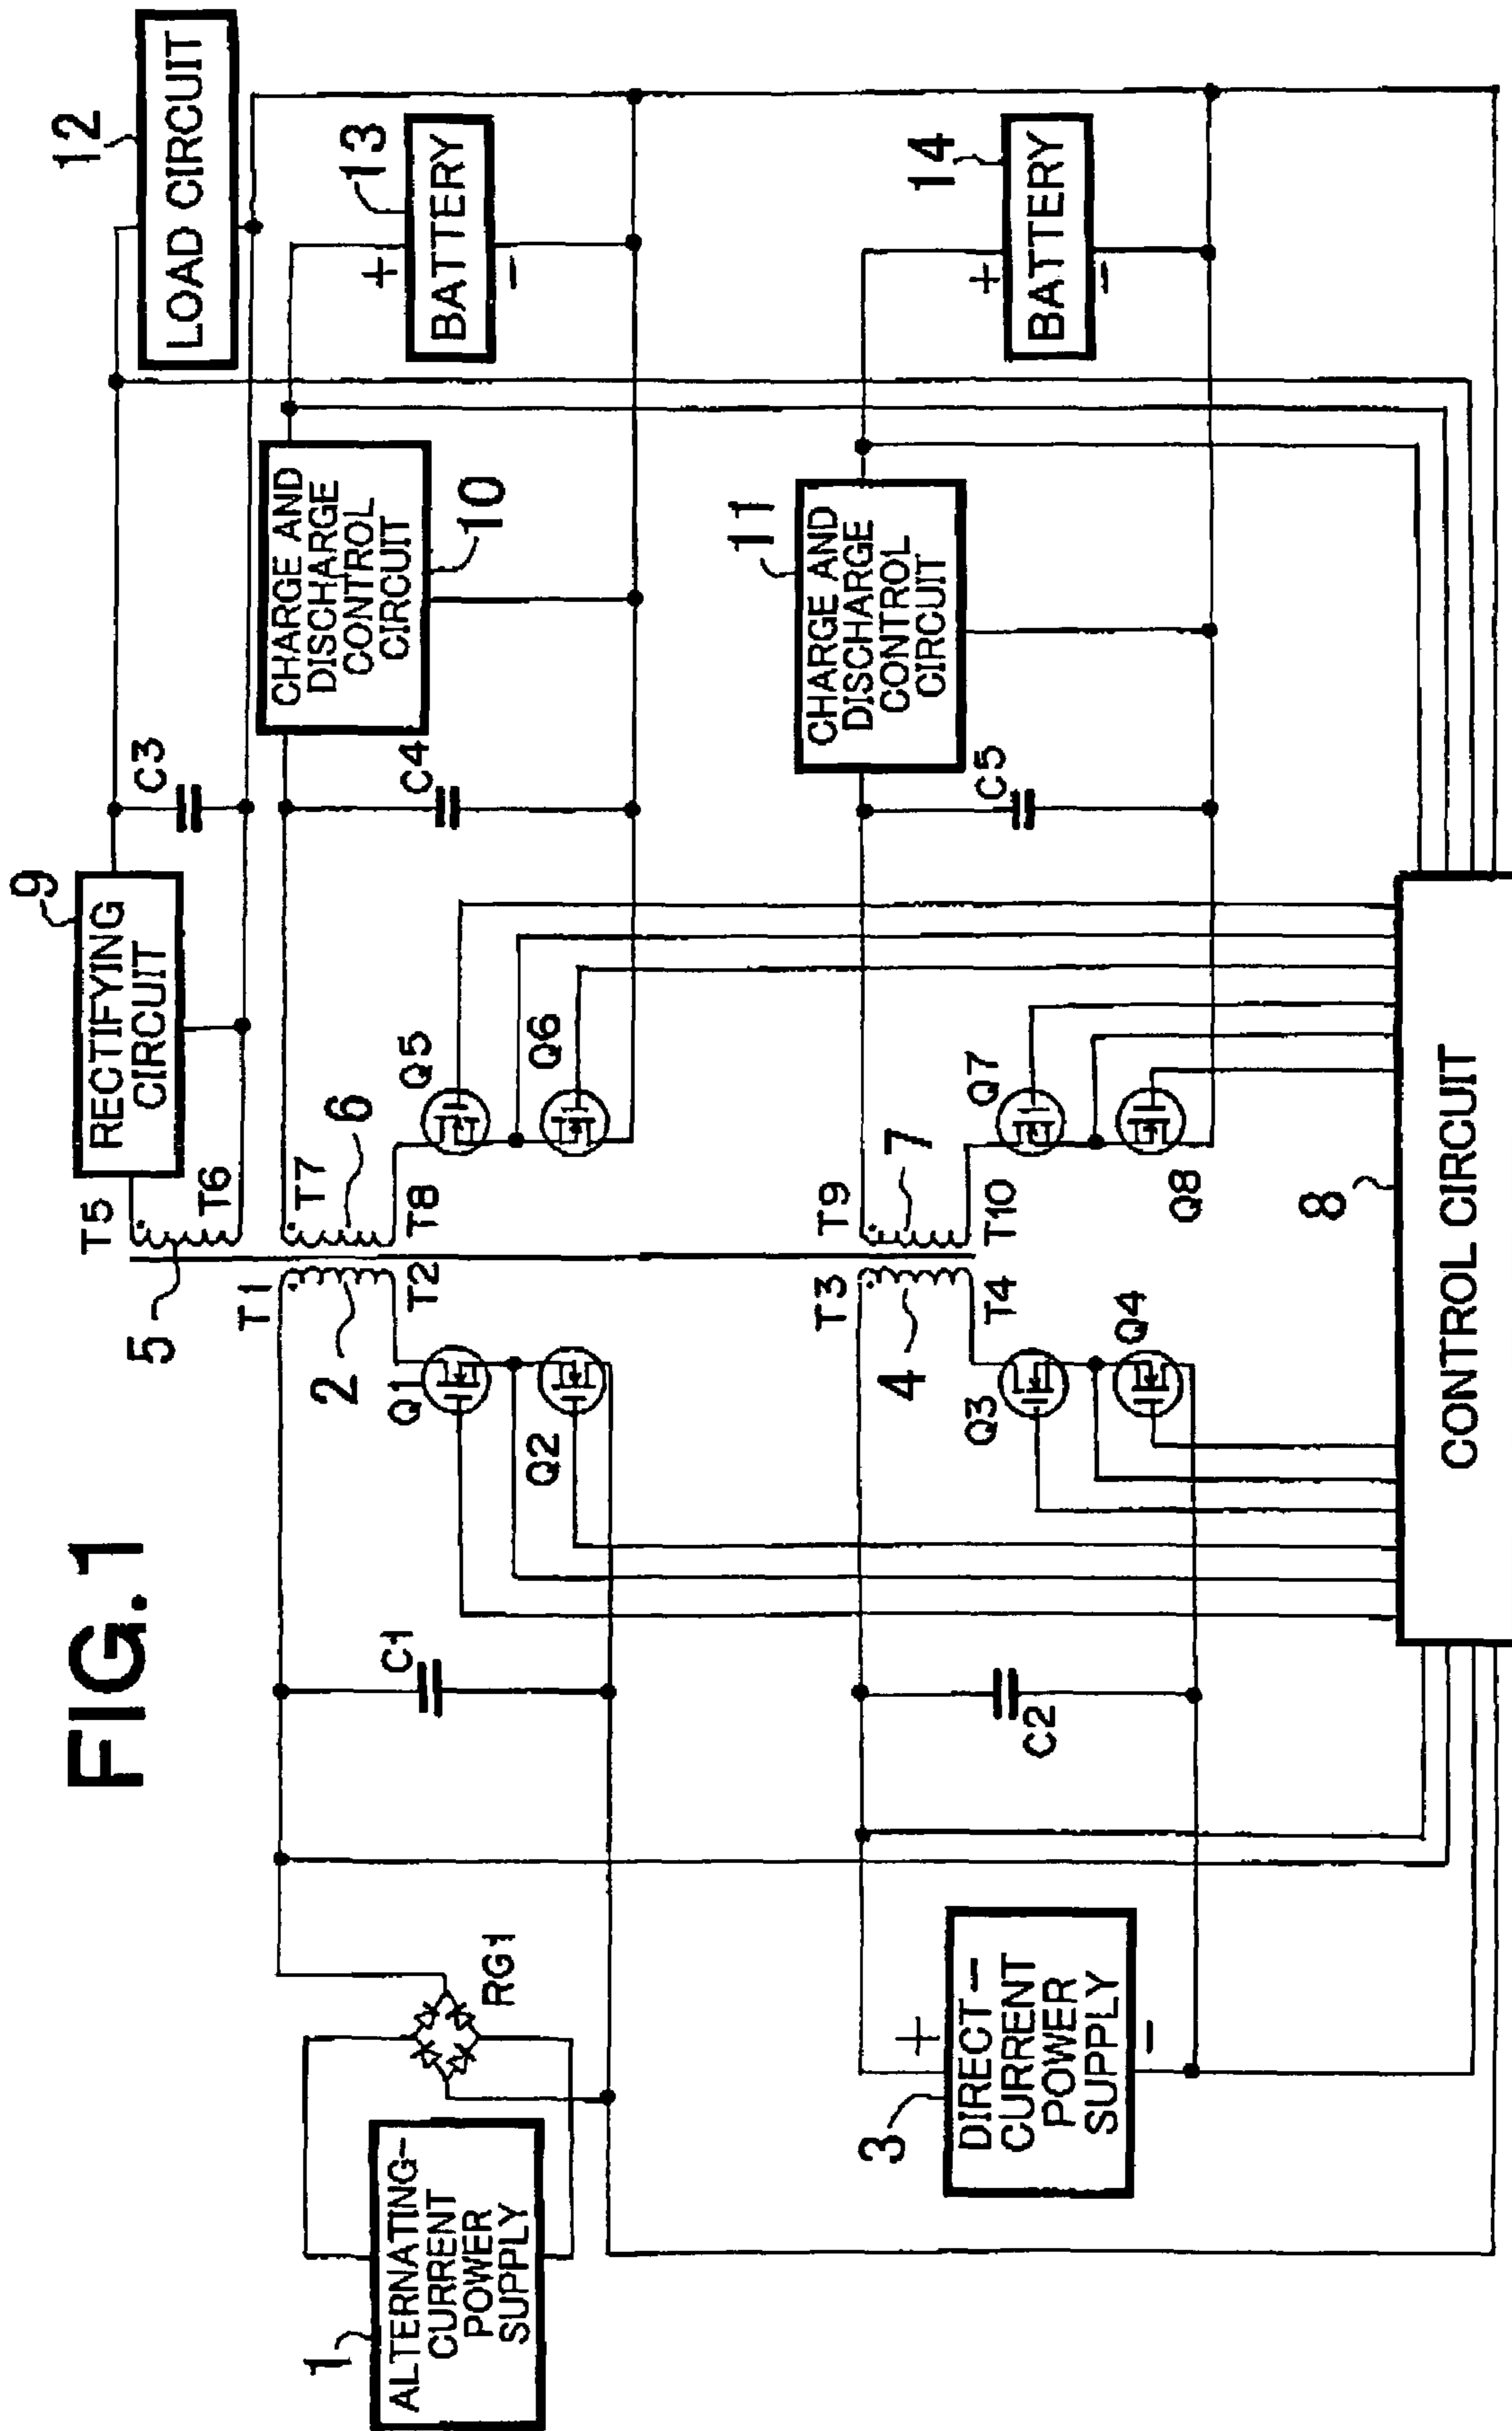 FIG. 1
1
ALTERNATING-
CURRENT
POWER
SUPPLY
RG1
C1
T1
2
T2
Q1
Q2
3
DIRECT-
CURRENT
POWER
SUPPLY
+
−
C2
T3
4
T4
Q3
Q4
5
T5
T6
9
RECTIFYING
CIRCUIT
C3
12
LOAD CIRCUIT
T7
6
T8
Q5
Q6
C4
CHARGE AND
DISCHARGE
CONTROL
CIRCUIT
10
13
+
BATTERY
−
T9
7
T10
Q7
Q8
C5
11
CHARGE AND
DISCHARGE
CONTROL
CIRCUIT
14
+
BATTERY
−
8
CONTROL CIRCUIT